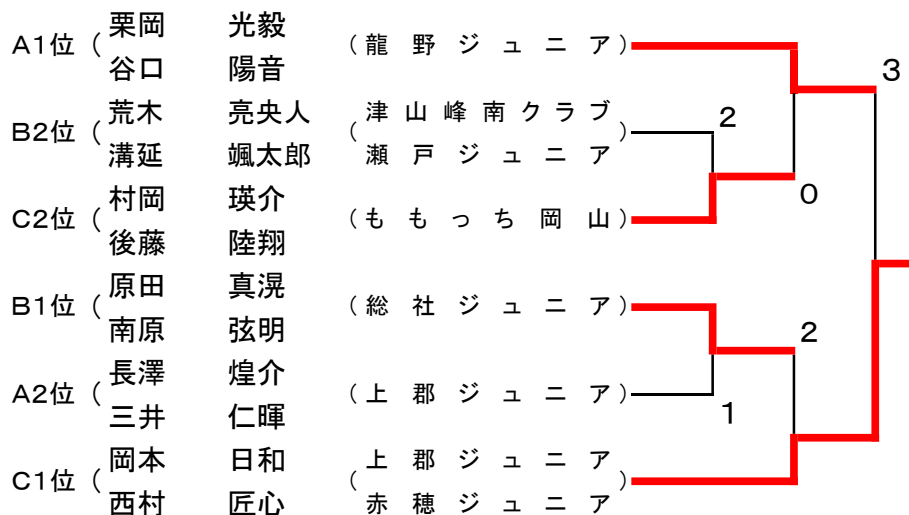 A1位 ( 栗岡 光毅 谷口 陽音 (龍野ジュニア)
B2位 ( 荒木 亮央人 溝延 颯太郎 (津山峰南クラブ 瀬戸ジュニア)
C2位 ( 村岡 瑛介 後藤 陸翔 (ももっち岡山)
B1位 ( 原田 真滉 南原 弦明 (総社ジュニア)
A2位 ( 長澤 煌介 三井 仁暉 (上郡ジュニア)
C1位 ( 岡本 日和 西村 匠心 (上郡ジュニア 赤穂ジュニア)
3
2
0
2
1